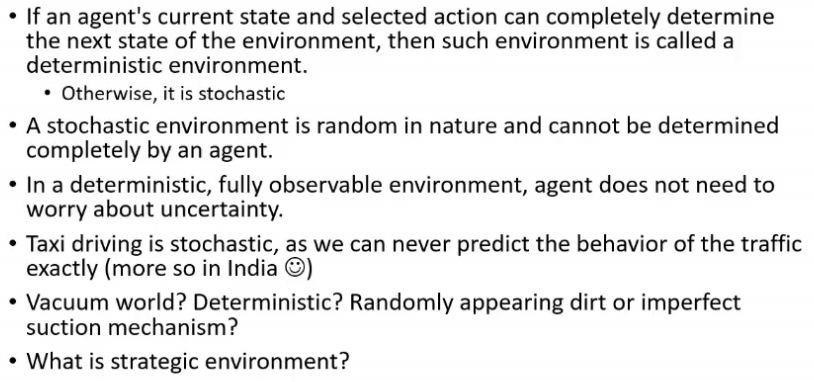 • If an agent's current state and selected action can completely determine
the next state of the environment, then such environment is called a
deterministic environment.
• Otherwise, it is stochastic
• A stochastic environment is random in nature and cannot be determined
completely by an agent.
• In a deterministic, fully observable environment, agent does not need to
worry about uncertainty.
• Taxi driving is stochastic, as we can never predict the behavior of the traffic
exactly (more so in India ☺)
• Vacuum world? Deterministic? Randomly appearing dirt or imperfect
suction mechanism?
• What is strategic environment?